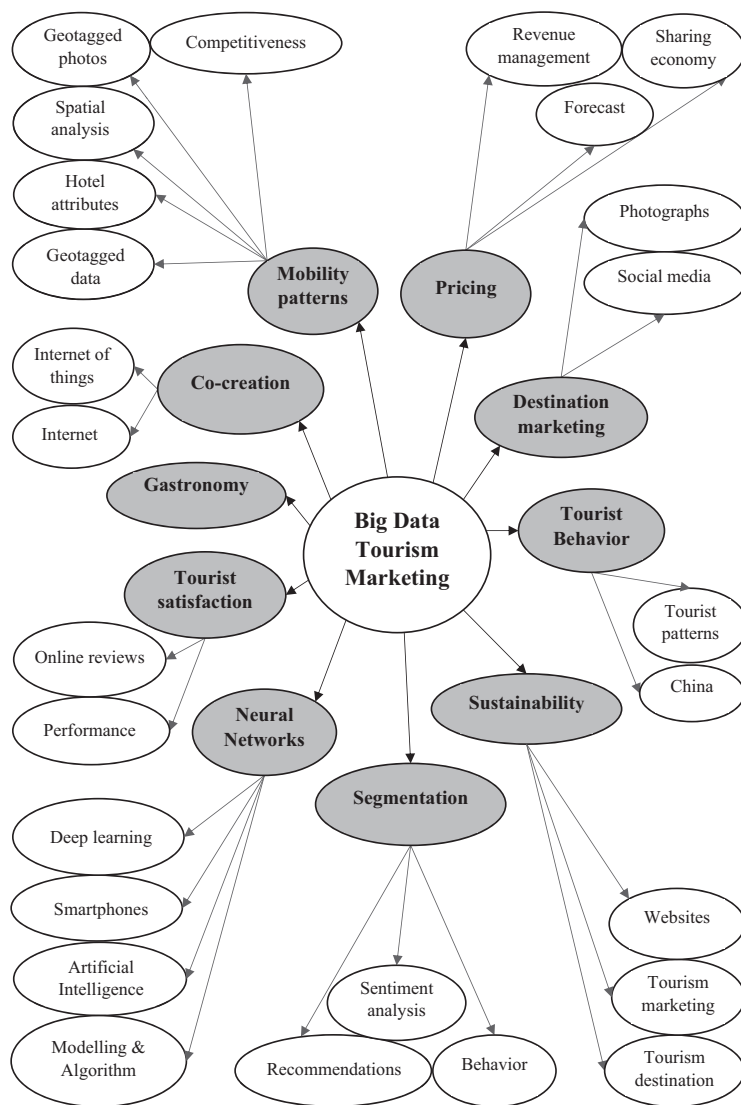 Geotagged
photos
Competitiveness
Revenue
management
Sharing
economy
Spatial
analysis
Forecast
Hotel
attributes
Photographs
Geotagged
data
Mobility
patterns
Pricing
Social media
Internet of
things
Co-creation
Destination
marketing
Internet
Gastronomy
Big Data
Tourism
Marketing
Tourist
Behavior
Tourist
satisfaction
Tourist
patterns
Online reviews
China
Performance
Neural
Networks
Sustainability
Segmentation
Deep learning
Smartphones
Websites
Artificial
Intelligence
Sentiment
analysis
Tourism
marketing
Modelling &
Algorithm
Recommendations
Behavior
Tourism
destination